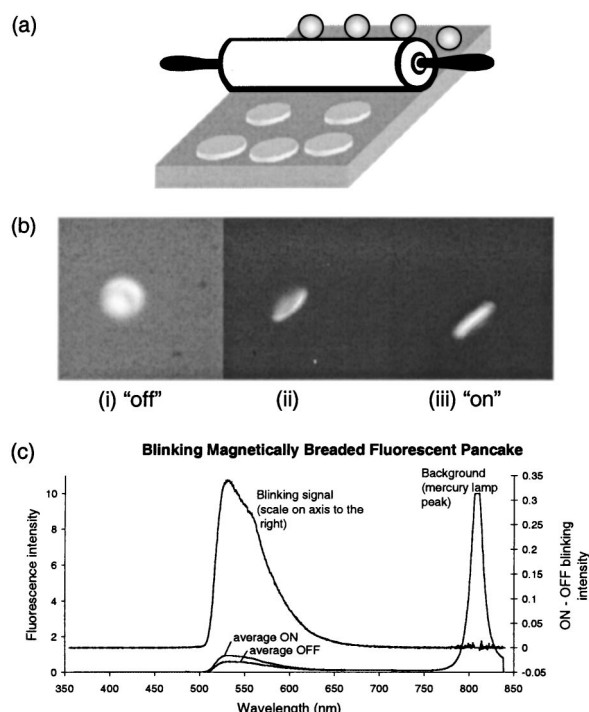 (a)
(b)
(i) "off"
(ii)
(iii) "on"
(c)
Blinking Magnetically Breaded Fluorescent Pancake
Fluorescence intensity
10
8
6
4
2
0
Blinking signal
(scale on axis to the
right)
Background
(mercury lamp
peak)
average ON
average OFF
0.35
0.3
0.25
0.2
0.15
0.1
0.05
0
-0.05
ON - OFF blinking
intensity
350
400
450
500
550
600
650
700
750
800
850
Wavelength (nm)